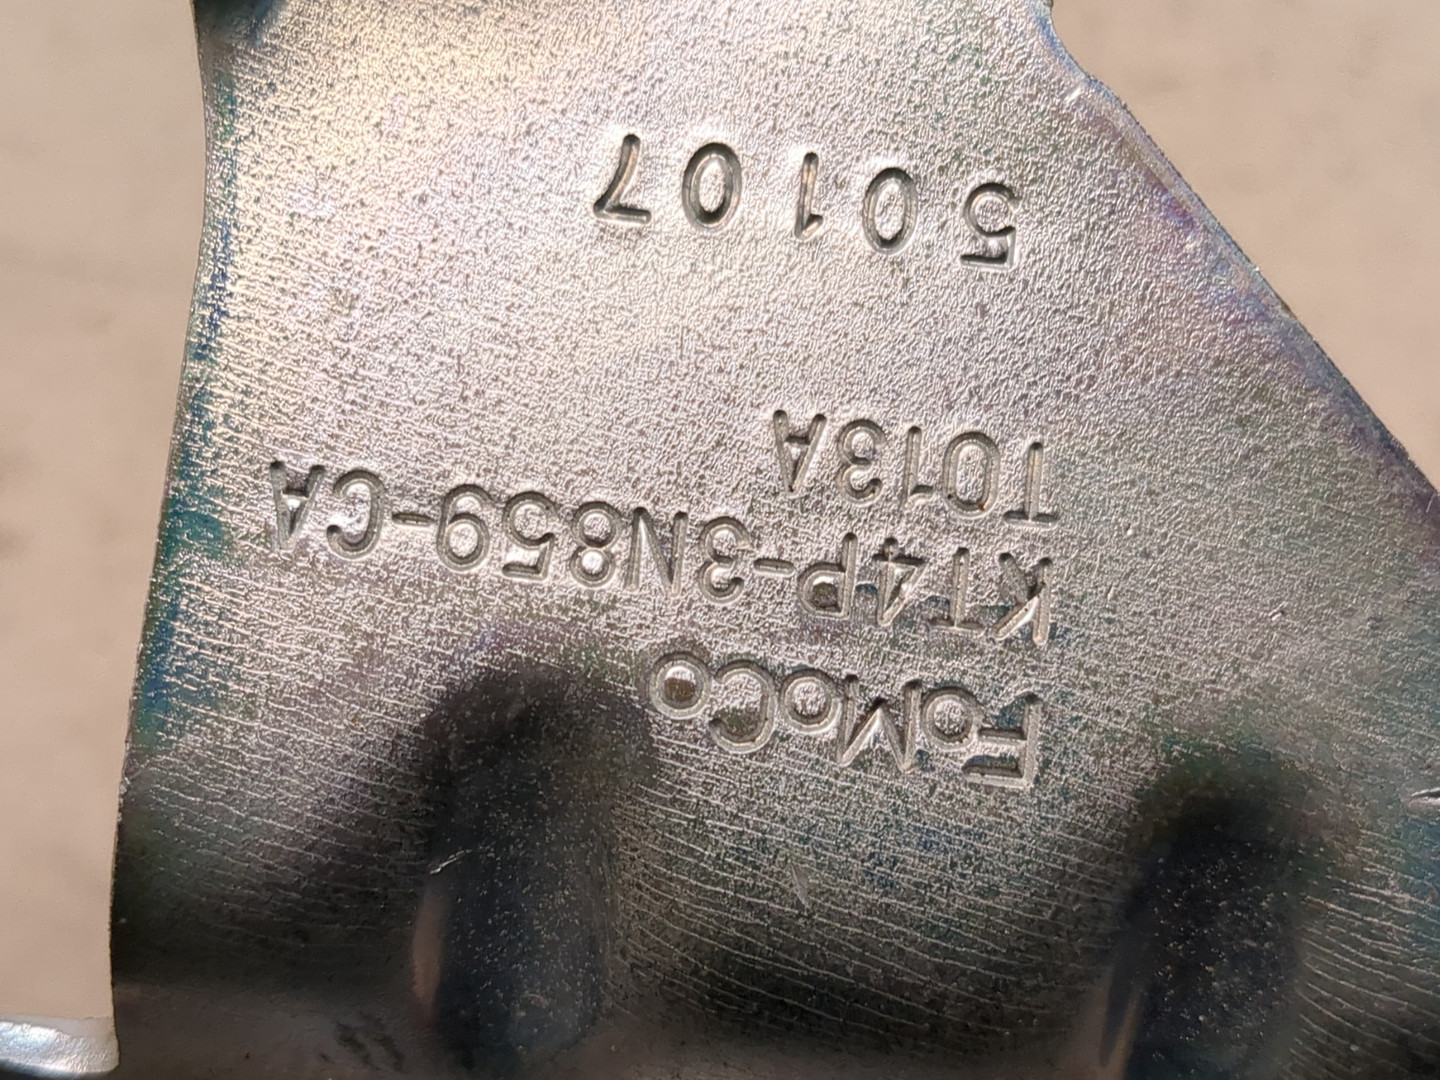 FoMoCo
KT4P-3N859-CA
T013A
50107